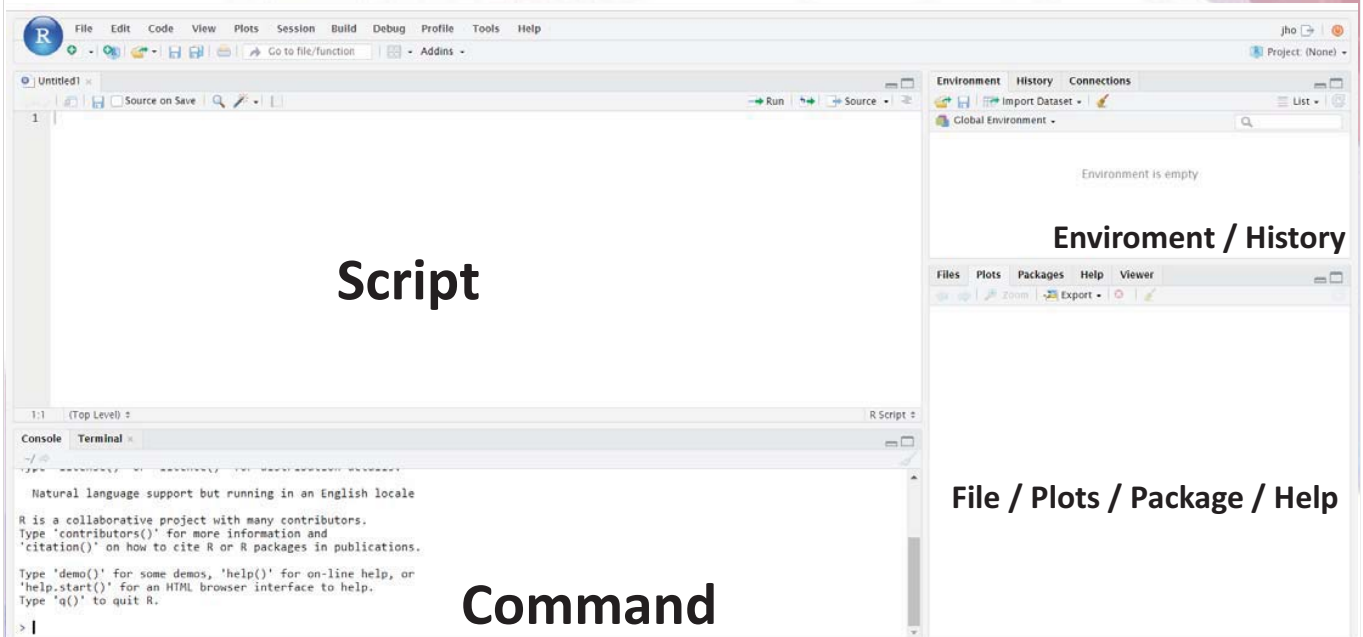 R File Edit Code View Plots Session Build Debug Profile Tools Help jho
Go to file/function Addins Project: (None)
Untitled1
Source on Save Run Source
1
Script
1:1 (Top Level) R Script
Console Terminal
~/
Natural language support but running in an English locale
R is a collaborative project with many contributors.
Type 'contributors()' for more information and
'citation()' on how to cite R or R packages in publications.
Type 'demo()' for some demos, 'help()' for on-line help, or
'help.start()' for an HTML browser interface to help.
Type 'q()' to quit R.
>
Command
Environment History Connections
Import Dataset List
Global Environment
Environment is empty
Enviroment / History
Files Plots Packages Help Viewer
Zoom Export
File / Plots / Package / Help